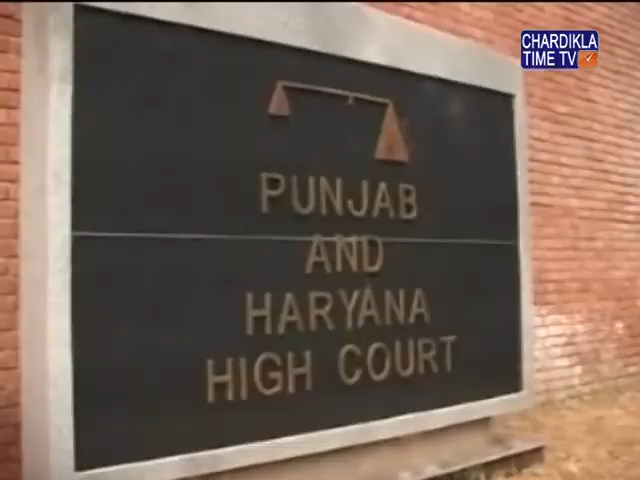 CHARDIKLA
TIME TV
PUNJAB
AND
HARYANA
HIGH COURT